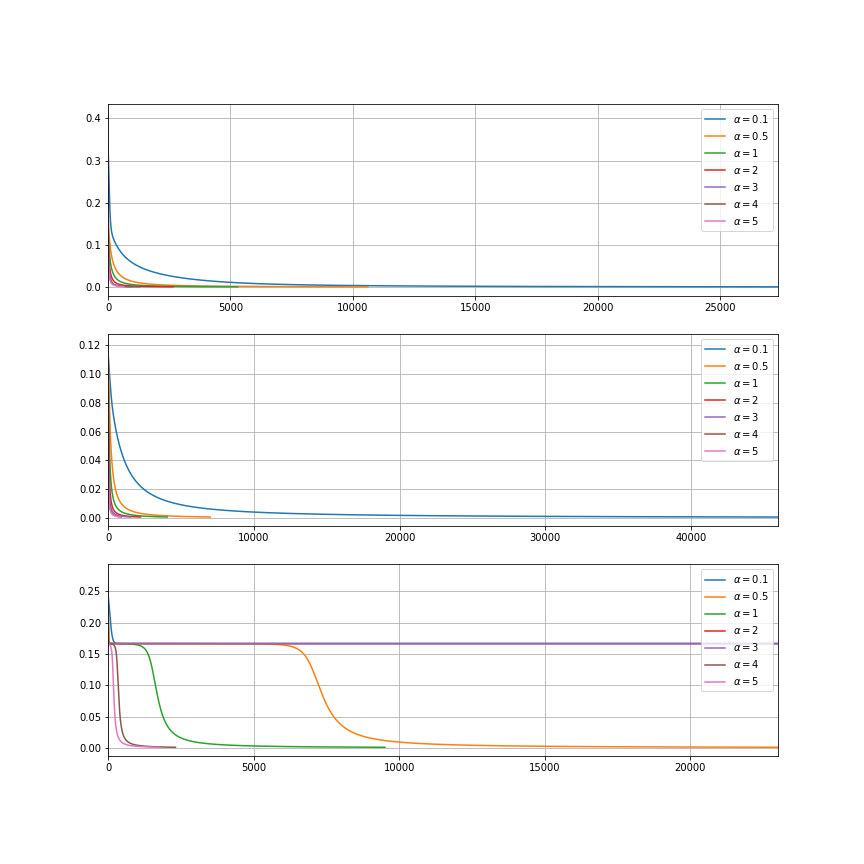 0.4
0.3
0.2
0.1
0.0
α = 0.1
α = 0.5
α = 1
α = 2
α = 3
α = 4
α = 5
0 5000 10000 15000 20000 25000
0.12
0.10
0.08
0.06
0.04
0.02
0.00
α = 0.1
α = 0.5
α = 1
α = 2
α = 3
α = 4
α = 5
0 10000 20000 30000 40000
0.25
0.20
0.15
0.10
0.05
0.00
α = 0.1
α = 0.5
α = 1
α = 2
α = 3
α = 4
α = 5
0 5000 10000 15000 20000